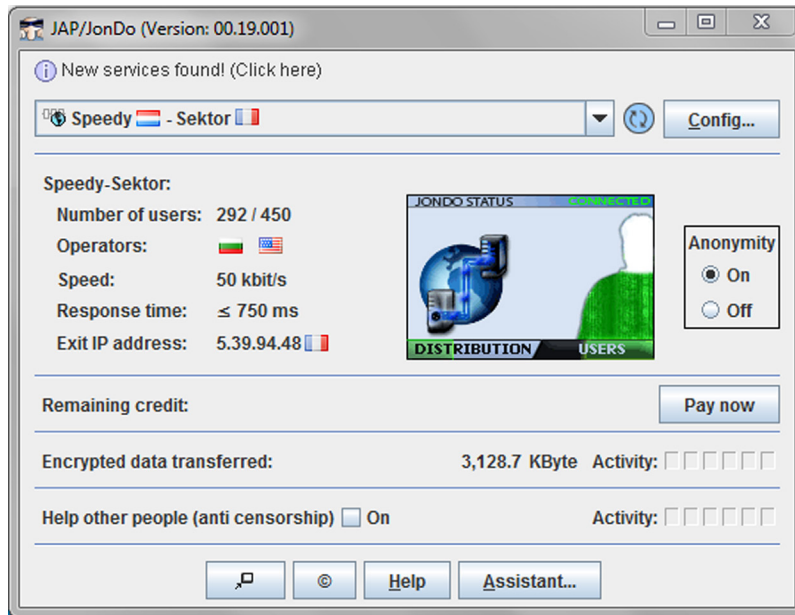 JAP/JonDo (Version: 00.19.001)
New services found! (Click here)
Speedy - Sektor
Config...
Speedy-Sektor:
Number of users: 292 / 450
Operators:
Speed: 50 kbit/s
Response time: ≤ 750 ms
Exit IP address: 5.39.94.48
JONDO STATUS CONNECTED
DISTRIBUTION USERS
Anonymity
On
Off
Remaining credit: Pay now
Encrypted data transferred: 3,128.7 KByte Activity:
Help other people (anti censorship) On Activity:
© Help Assistant...